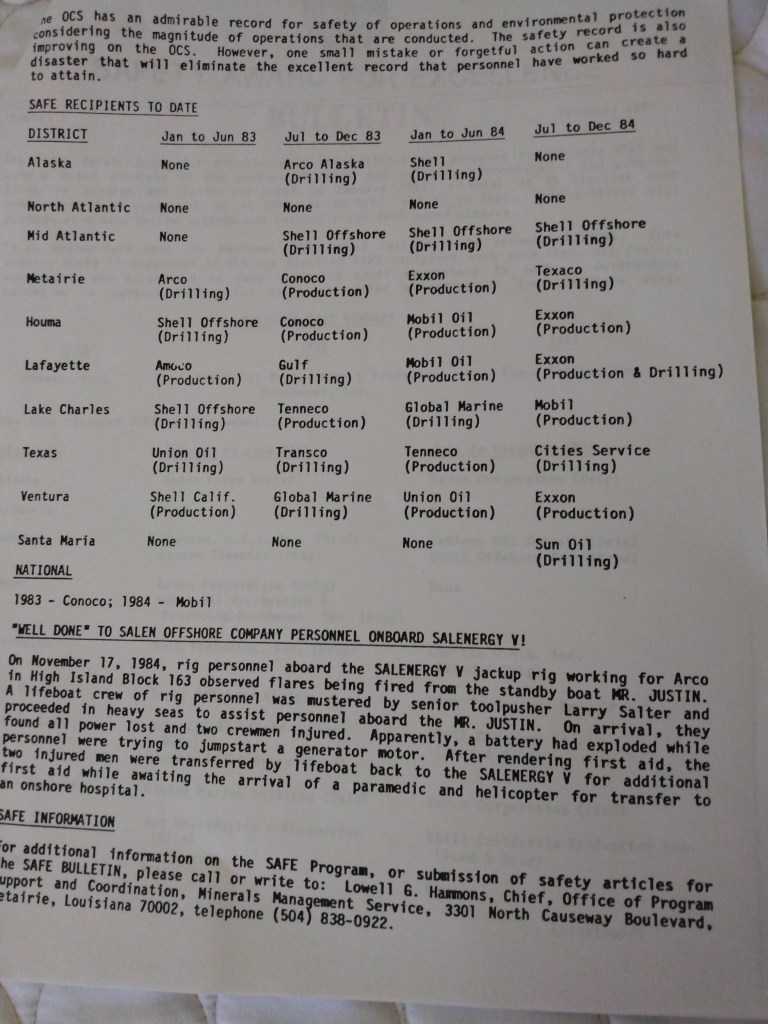 OCS has an admirable record for safety of operations and environmental protection
considering the magnitude of operations that are conducted. The safety record is also
improving on the OCS. However, one small mistake or forgetful action can create a
disaster that will eliminate the excellent record that personnel have worked so hard
to attain.
SAFE RECIPIENTS TO DATE
DISTRICT Jan to Jun 83 Jul to Dec 83 Jan to Jun 84 Jul to Dec 84
Alaska None Arco Alaska Shell None
(Drilling) (Drilling)
North Atlantic None None None None
Mid Atlantic None Shell Offshore Shell Offshore Shell Offshore
(Drilling) (Drilling) (Drilling)
Metairie Arco Conoco Exxon Texaco
(Drilling) (Production) (Production) (Drilling)
Houma Shell Offshore Conoco Mobil Oil Exxon
(Drilling) (Production) (Production) (Production)
Lafayette Amoco Gulf Mobil Oil Exxon
(Production) (Drilling) (Production) (Production & Drilling)
Lake Charles Shell Offshore Tenneco Global Marine Mobil
(Drilling) (Production) (Drilling) (Production)
Texas Union Oil Transco Tenneco Cities Service
(Drilling) (Drilling) (Production) (Drilling)
Ventura Shell Calif. Global Marine Union Oil Exxon
(Production) (Drilling) (Production) (Production)
Santa Maria None None None Sun Oil
(Drilling)
NATIONAL
1983 - Conoco; 1984 - Mobil
"WELL DONE" TO SALEN OFFSHORE COMPANY PERSONNEL ONBOARD SALENERGY V!
On November 17, 1984, rig personnel aboard the SALENERGY V jackup rig working for Arco
in High Island Block 163 observed flares being fired from the standby boat MR. JUSTIN.
A lifeboat crew of rig personnel was mustered by senior toolpusher Larry Salter and
proceeded in heavy seas to assist personnel aboard the MR. JUSTIN. On arrival, they
found all power lost and two crewmen injured. Apparently, a battery had exploded while
personnel were trying to jumpstart a generator motor. After rendering first aid, the
two injured men were transferred by lifeboat back to the SALENERGY V for additional
first aid while awaiting the arrival of a paramedic and helicopter for transfer to
an onshore hospital.
SAFE INFORMATION
For additional information on the SAFE Program, or submission of safety articles for
the SAFE BULLETIN, please call or write to: Lowell G. Hammons, Chief, Office of Program
Support and Coordination, Minerals Management Service, 3301 North Causeway Boulevard,
Metairie, Louisiana 70002, telephone (504) 838-0922.